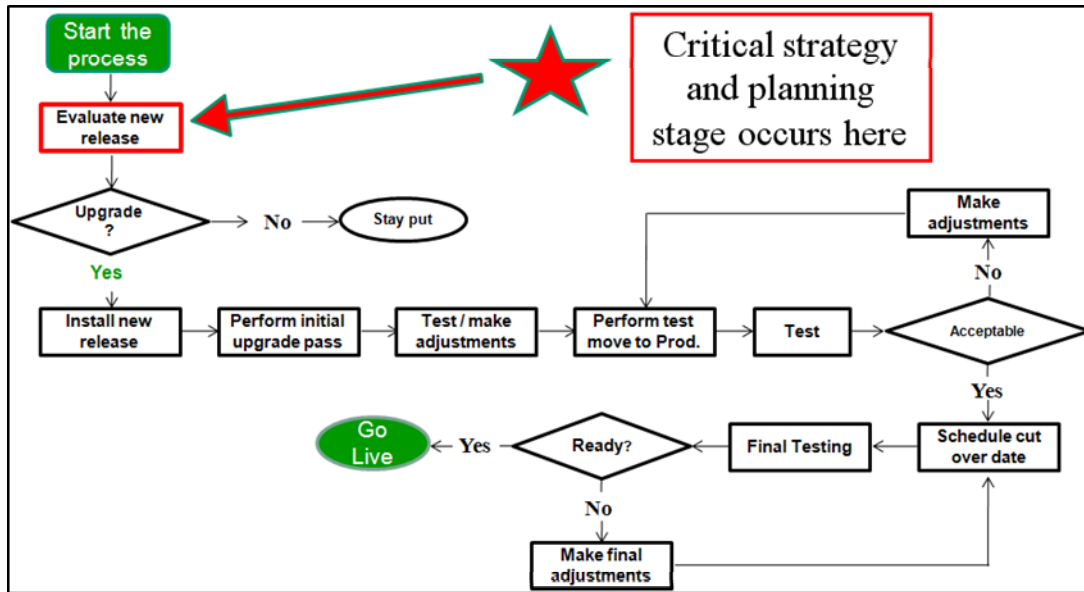 Start the
process
Critical strategy
and planning
stage occurs here
Evaluate new
release
Upgrade
?
No
Stay put
Make
adjustments
Yes
No
Install new
release
Perform initial
upgrade pass
Test / make
adjustments
Perform test
move to Prod.
Test
Acceptable
Yes
Go
Live
Yes
Ready?
Final Testing
Schedule cut
over date
No
Make final
adjustments